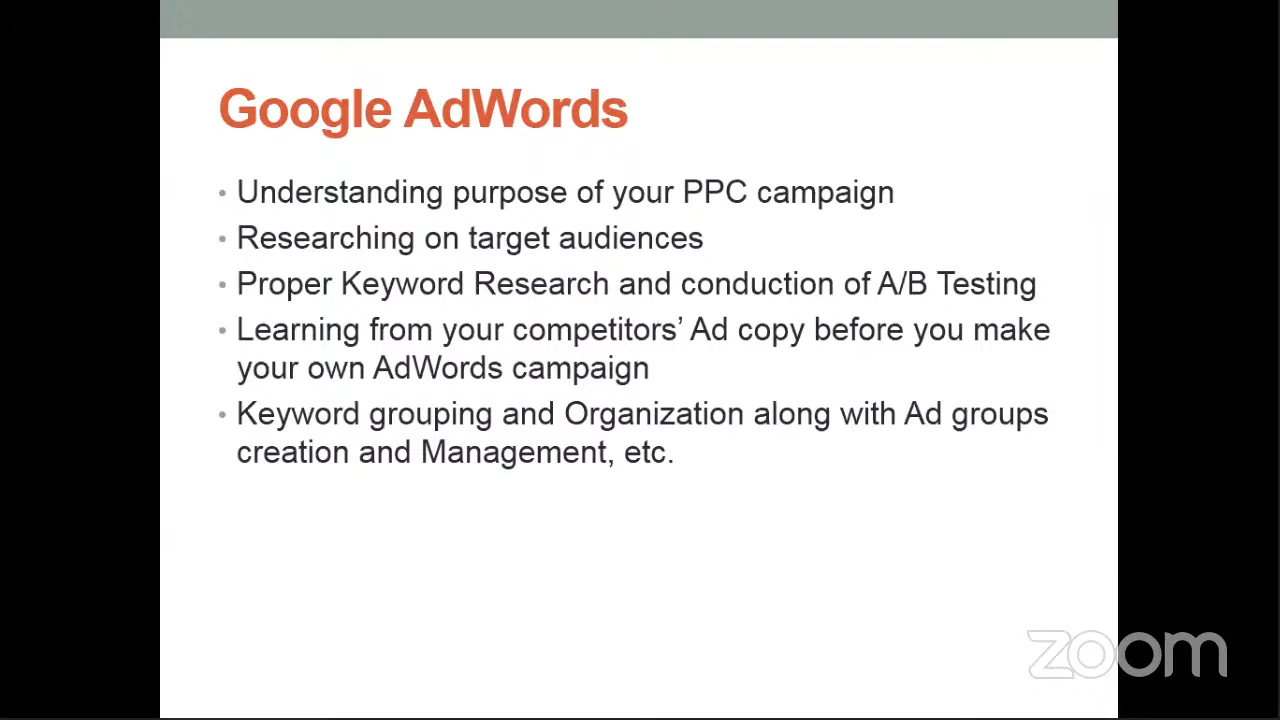 Google AdWords
• Understanding purpose of your PPC campaign
• Researching on target audiences
• Proper Keyword Research and conduction of A/B Testing
• Learning from your competitors’ Ad copy before you make
your own AdWords campaign
• Keyword grouping and Organization along with Ad groups
creation and Management, etc.
zoom